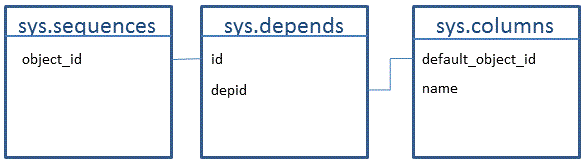 sys.sequences
object_id
sys.depends
id
depid
sys.columns
default_object_id
name